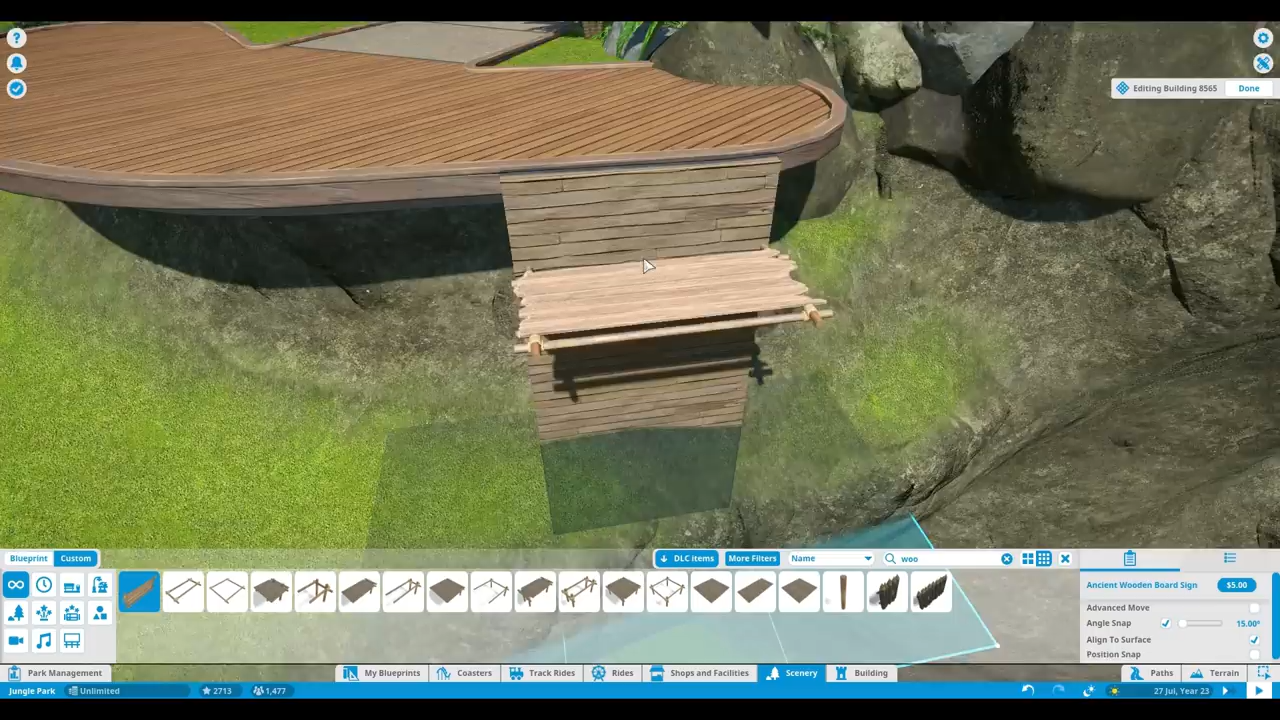 ?
Editing Building 8565 Done
Blueprint Custom DLC items More Filters Name woo
Ancient Wooden Board Sign $5.00
Advanced Move
Angle Snap 15.00°
Align To Surface
Position Snap
Park Management My Blueprints Coasters Track Rides Rides Shops and Facilities Scenery Building Paths Terrain
Jungle Park Unlimited 2713 1,477 27 Jul, Year 23